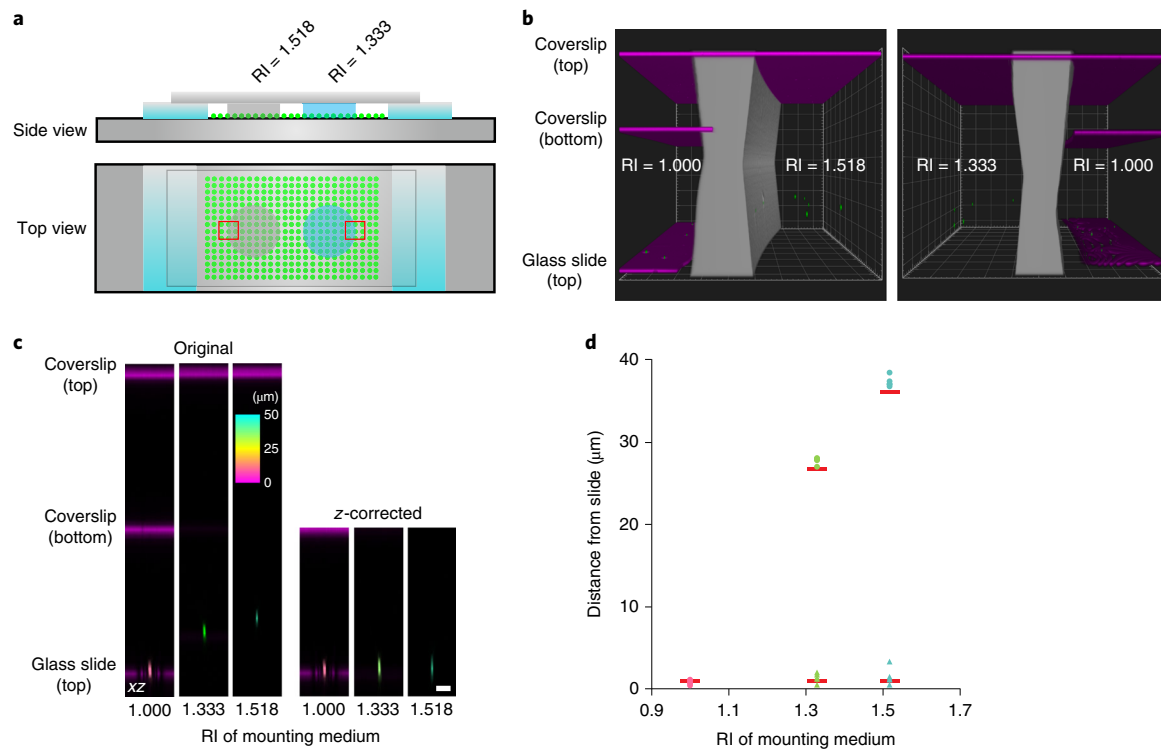 a
RI = 1.518
RI = 1.333
Side view
Top view
b
Coverslip
(top)
Coverslip
(bottom)
Glass slide
(top)
RI = 1.000
RI = 1.518
RI = 1.333
RI = 1.000
c
Original
Coverslip
(top)
(μm)
50
25
0
Coverslip
(bottom)
z-corrected
Glass slide
(top)
xz
1.000 1.333 1.518 1.000 1.333 1.518
RI of mounting medium
d
40
30
20
10
0
Distance from slide (μm)
0.9 1.1 1.3 1.5 1.7
RI of mounting medium